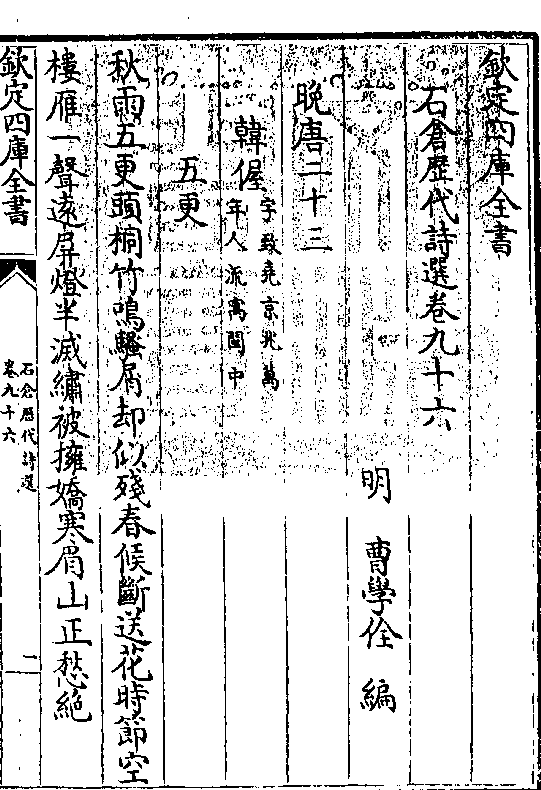 欽定四庫全書
石倉歷代詩選卷九十六
明 曹學佺 編
晚唐二十三
韓偓字致堯京兆萬
年人流寓閩中
五更
秋雨五更頭桐竹鳴騷屑却似殘春候斷送花時節空
樓雁一聲遠屏燈半滅繡被擁嬌寒眉山正愁絶
欽定四庫全書
石倉歷代詩選
卷九十六
一